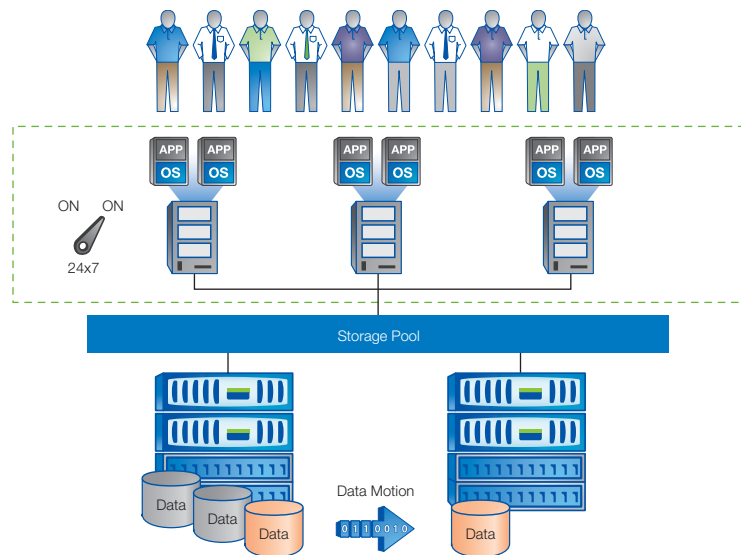 APP APP APP APP APP APP
OS OS OS OS OS OS
ON ON
24x7
Storage Pool
Data Motion
Data Data Data 0110010 Data